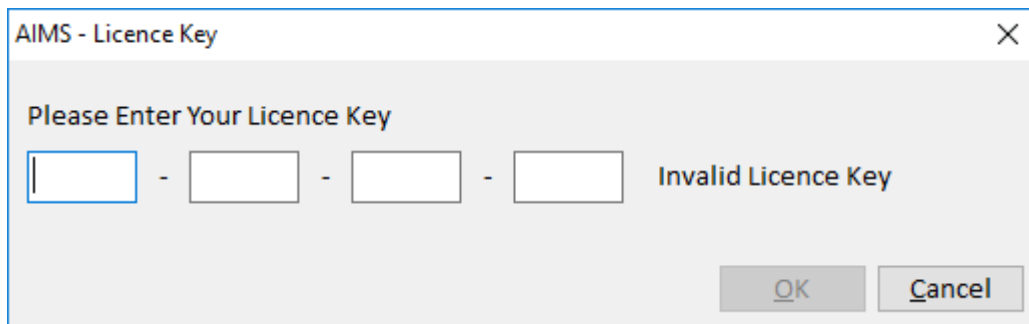 AIMS - Licence Key
Please Enter Your Licence Key
- - - Invalid Licence Key
OK Cancel